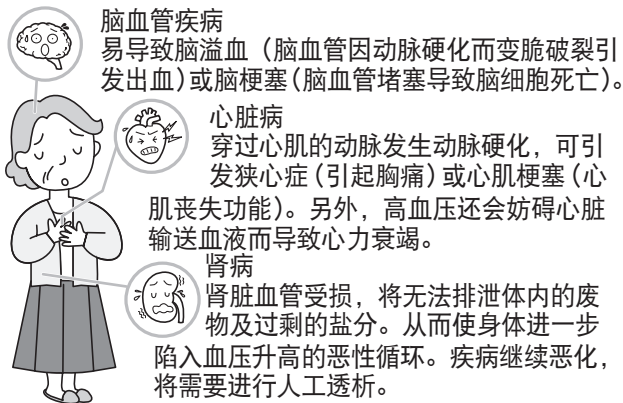 脑血管疾病
易导致脑溢血（脑血管因动脉硬化而变脆破裂引
发出血）或脑梗塞（脑血管堵塞导致脑细胞死亡）。
心脏病
穿过心肌的动脉发生动脉硬化，可引
发狭心症（引起胸痛）或心肌梗塞（心
肌丧失功能）。另外，高血压还会妨碍心脏
输送血液而导致心力衰竭。
肾病
肾脏血管受损，将无法排泄体内的废
物及过剩的盐分。从而使身体进一步
陷入血压升高的恶性循环。疾病继续恶化，
将需要进行人工透析。